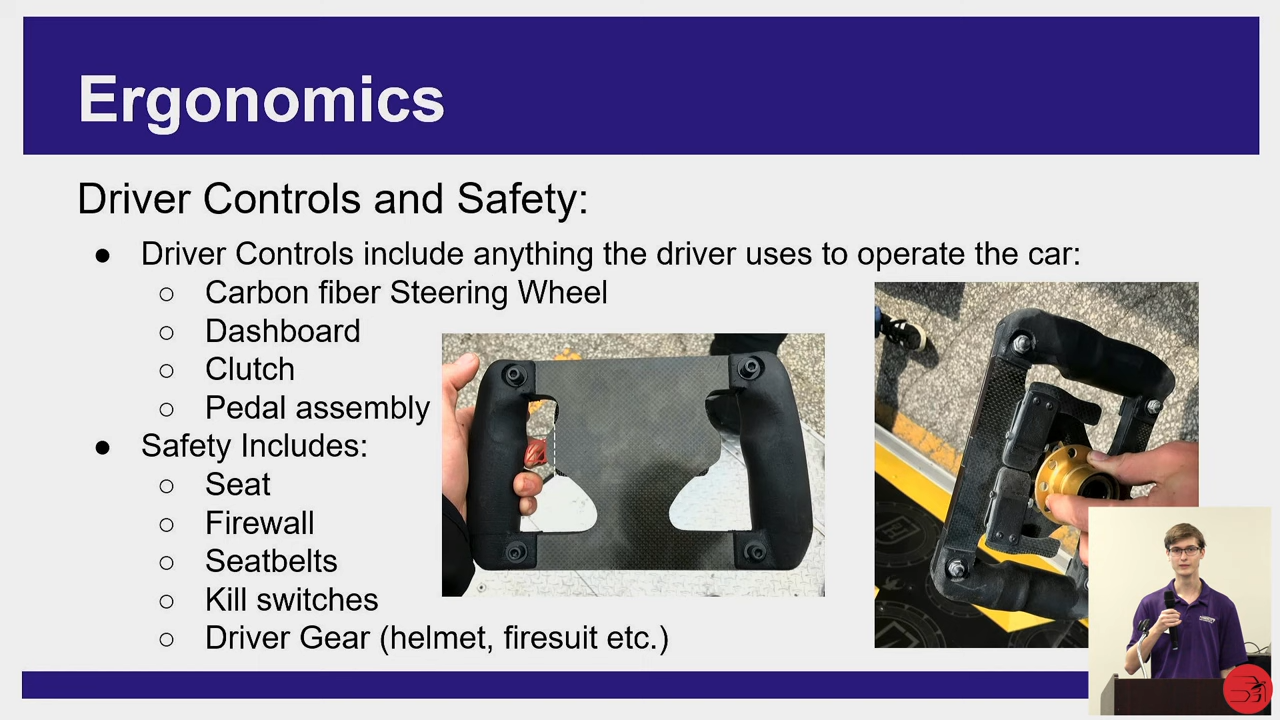 Ergonomics
Driver Controls and Safety:
● Driver Controls include anything the driver uses to operate the car:
○ Carbon fiber Steering Wheel
○ Dashboard
○ Clutch
○ Pedal assembly
● Safety Includes:
○ Seat
○ Firewall
○ Seatbelts
○ Kill switches
○ Driver Gear (helmet, firesuit etc.)